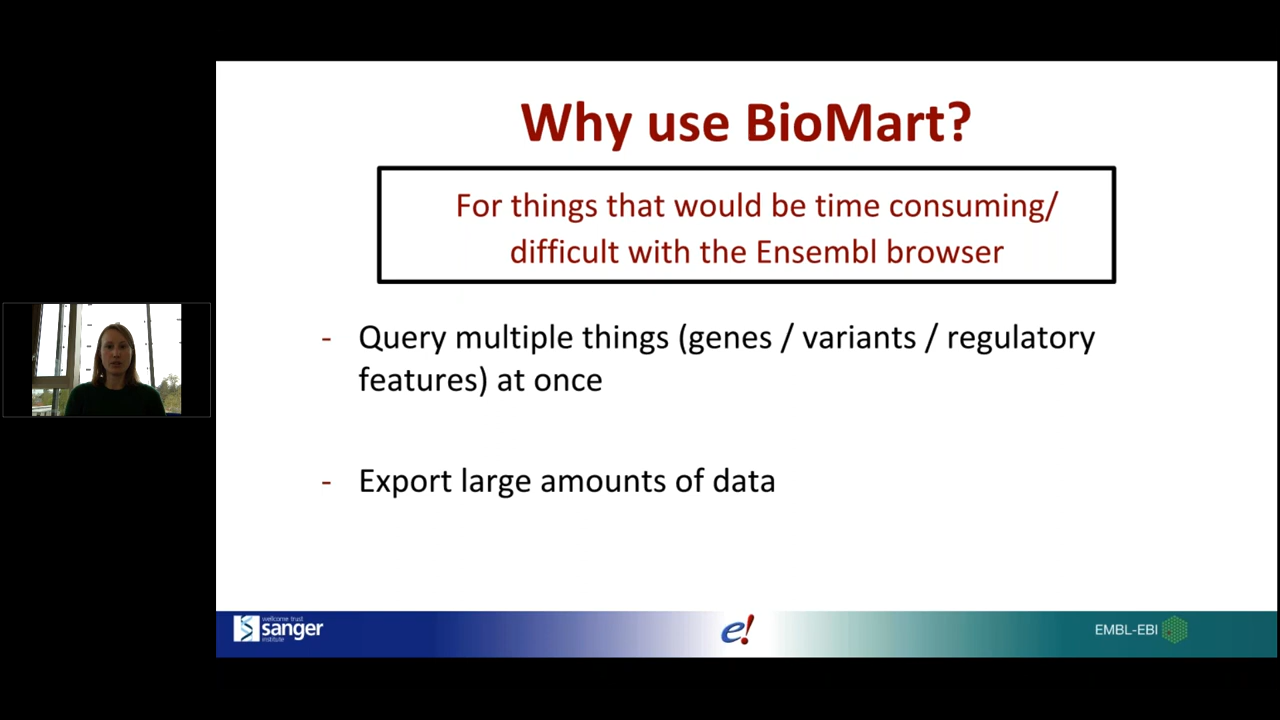 Why use BioMart?
For things that would be time consuming/
difficult with the Ensembl browser
- Query multiple things (genes / variants / regulatory
features) at once
- Export large amounts of data
wellcome trust
sanger
institute
e!
EMBL-EBI